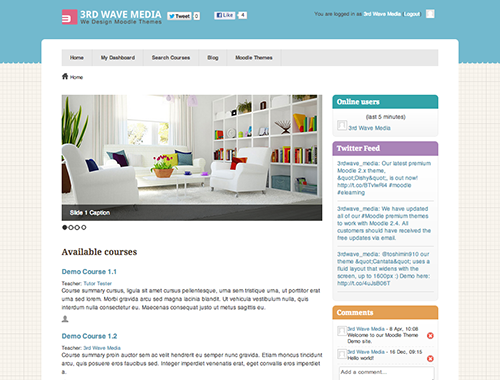 3RD WAVE MEDIA
We Design Moodle Themes
Tweet 0
Like 4
You are logged in as 3rd Wave Media (Logout)
Home My Dashboard Search Courses Blog Moodle Themes
Home
Slide 1 Caption
Available courses
Demo Course 1.1
Teacher: Tutor Tester
Course summary cursus, ligula sit amet cursus pellentesque, urna sem tristique urna, ut porttitor erat
urna sed lorem. Morbi gravida arcu sed magna lacinia blandit. Ut vehicula vestibulum nulla, quis
interdum nulla consectetur eu. Maecenas consequat justo ut metus sagittis eu.
Demo Course 1.2
Teacher: 3rd Wave Media
Course summary proin auctor sem ac velit hendrerit eu semper nunc gravida. Etiam rhoncus tincidunt
arcu, quis posuere eros faucibus sed. Integer imperdiet venenatis erat, eget convallis eros imperdiet
a.
Online users
(last 5 minutes)
3rd Wave Media
Twitter Feed
3rdwave_media: Our latest premium
Moodle 2.x theme,
&quot;Dishy&quot;, is out now!
http://t.co/BTvlwRl4 #moodle
#elearning
3rdwave_media: We have updated
all of our #Moodle premium themes
to work with Moodle 2.4. All
customers should have received the
free updates via email.
3rdwave_media: @toshimn910 our
theme &quot;Cantata&quot; uses a
fluid layout that widens with the
screen, up to 1600px :) Demo here:
http://t.co/4uJsB06T
Comments
3rd Wave Media - 8 Apr, 10:08
Welcome to our Moodle Theme
Demo site.
3rd Wave Media - 16 Dec, 09:15
Hello world!
Add a comment...